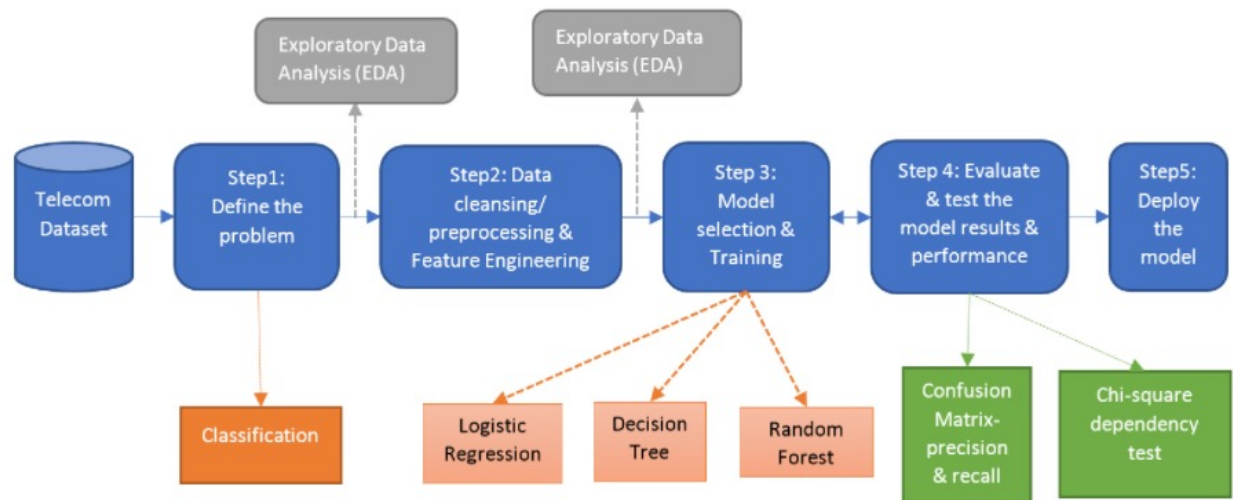 Exploratory Data
Analysis (EDA)
Exploratory Data
Analysis (EDA)
Telecom
Dataset
Step1:
Define the
problem
Step2: Data
cleansing/
preprocessing &
Feature Engineering
Step 3:
Model
selection &
Training
Step 4: Evaluate
& test the
model results &
performance
Step5:
Deploy
the
model
Classification
Logistic
Regression
Decision
Tree
Random
Forest
Confusion
Matrix-
precision
& recall
Chi-square
dependency
test